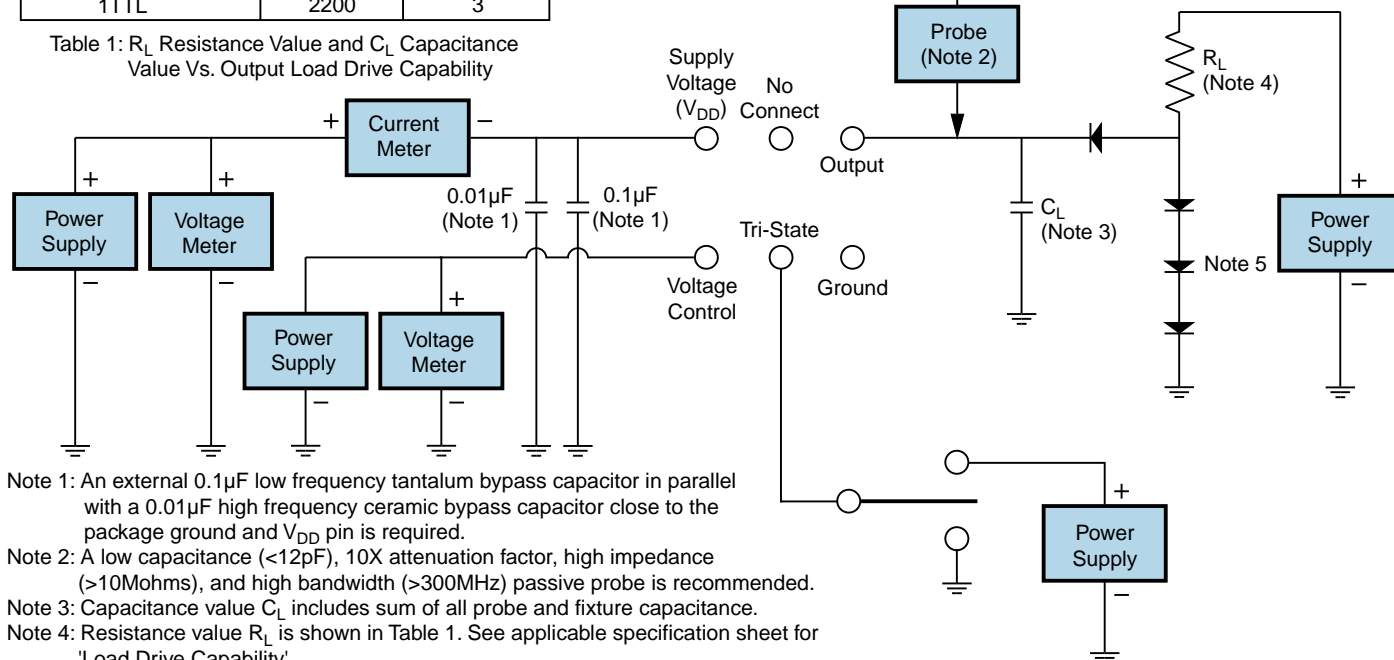 1TTL 2200 3
Table 1: RL Resistance Value and CL Capacitance
Value Vs. Output Load Drive Capability
Probe
(Note 2)
RL
(Note 4)
Supply
Voltage
(VDD)
No
Connect
Output
+
Current
Meter
−
+
Power
Supply
−
+
Voltage
Meter
−
0.01µF
(Note 1)
0.1µF
(Note 1)
CL
(Note 3)
Note 5
+
Power
Supply
−
Tri-State
Voltage
Control
Ground
Power
Supply
−
+
Voltage
Meter
−
+
Power
Supply
−
Note 1: An external 0.1µF low frequency tantalum bypass capacitor in parallel
with a 0.01µF high frequency ceramic bypass capacitor close to the
package ground and VDD pin is required.
Note 2: A low capacitance (<12pF), 10X attenuation factor, high impedance
(>10Mohms), and high bandwidth (>300MHz) passive probe is recommended.
Note 3: Capacitance value CL includes sum of all probe and fixture capacitance.
Note 4: Resistance value RL is shown in Table 1. See applicable specification sheet for
'Load Drive Capability'